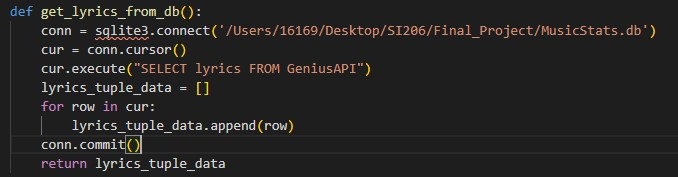 def get_lyrics_from_db():
    conn = sqlite3.connect('/Users/16169/Desktop/SI206/Final_Project/MusicStats.db')
    cur = conn.cursor()
    cur.execute("SELECT lyrics FROM GeniusAPI")
    lyrics_tuple_data = []
    for row in cur:
        lyrics_tuple_data.append(row)
    conn.commit()
    return lyrics_tuple_data